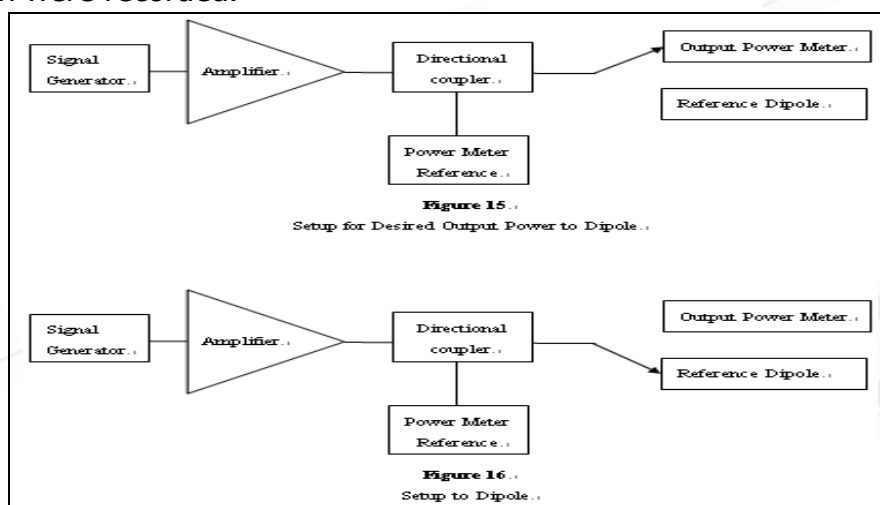 were recorded.
Signal
Generator..
Amplifier..
Directional
coupler..
Output Power Meter..
Reference Dipole..
Power Meter
Reference..
Figure 15..
Setup for Desired Output Power to Dipole..
Signal
Generator..
Amplifier..
Directional
coupler..
Output Power Meter..
Reference Dipole..
Power Meter
Reference..
Figure 16..
Setup to Dipole..